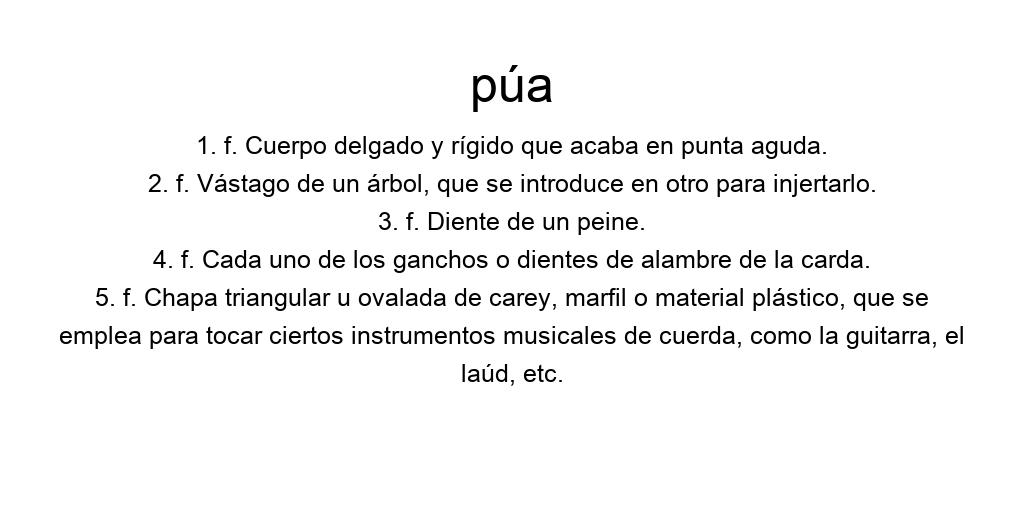 púa
1. f. Cuerpo delgado y rígido que acaba en punta aguda.
2. f. Vástago de un árbol, que se introduce en otro para injertarlo.
3. f. Diente de un peine.
4. f. Cada uno de los ganchos o dientes de alambre de la carda.
5. f. Chapa triangular u ovalada de carey, marfil o material plástico, que se
emplea para tocar ciertos instrumentos musicales de cuerda, como la guitarra, el
laúd, etc.